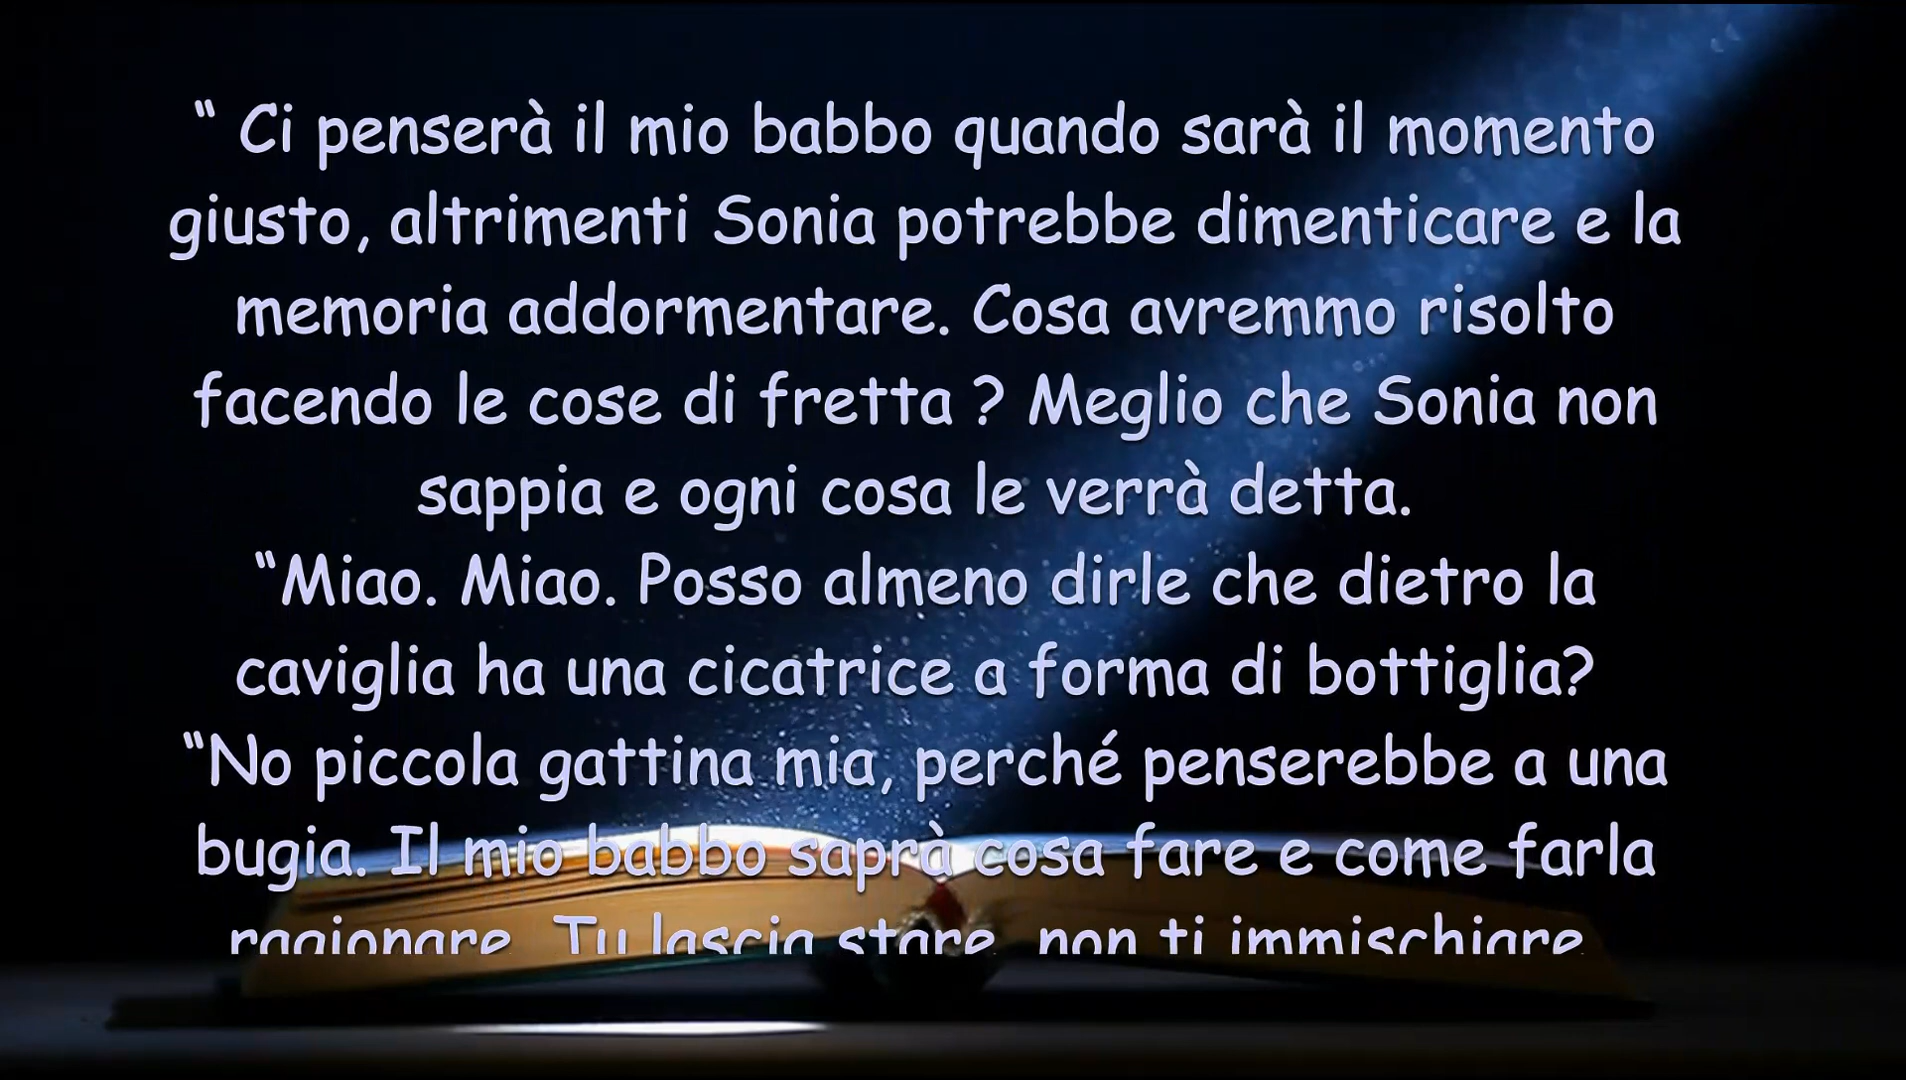 “ Ci penserà il mio babbo quando sarà il momento
giusto, altrimenti Sonia potrebbe dimenticare e la
memoria addormentare. Cosa avremmo risolto
facendo le cose di fretta ? Meglio che Sonia non
sappia e ogni cosa le verrà detta.
“Miao. Miao. Posso almeno dirle che dietro la
caviglia ha una cicatrice a forma di bottiglia?
“No piccola gattina mia, perché penserebbe a una
bugia. Il mio babbo saprà cosa fare e come farla
ragionare. Tu lascia stare, non ti immischiare